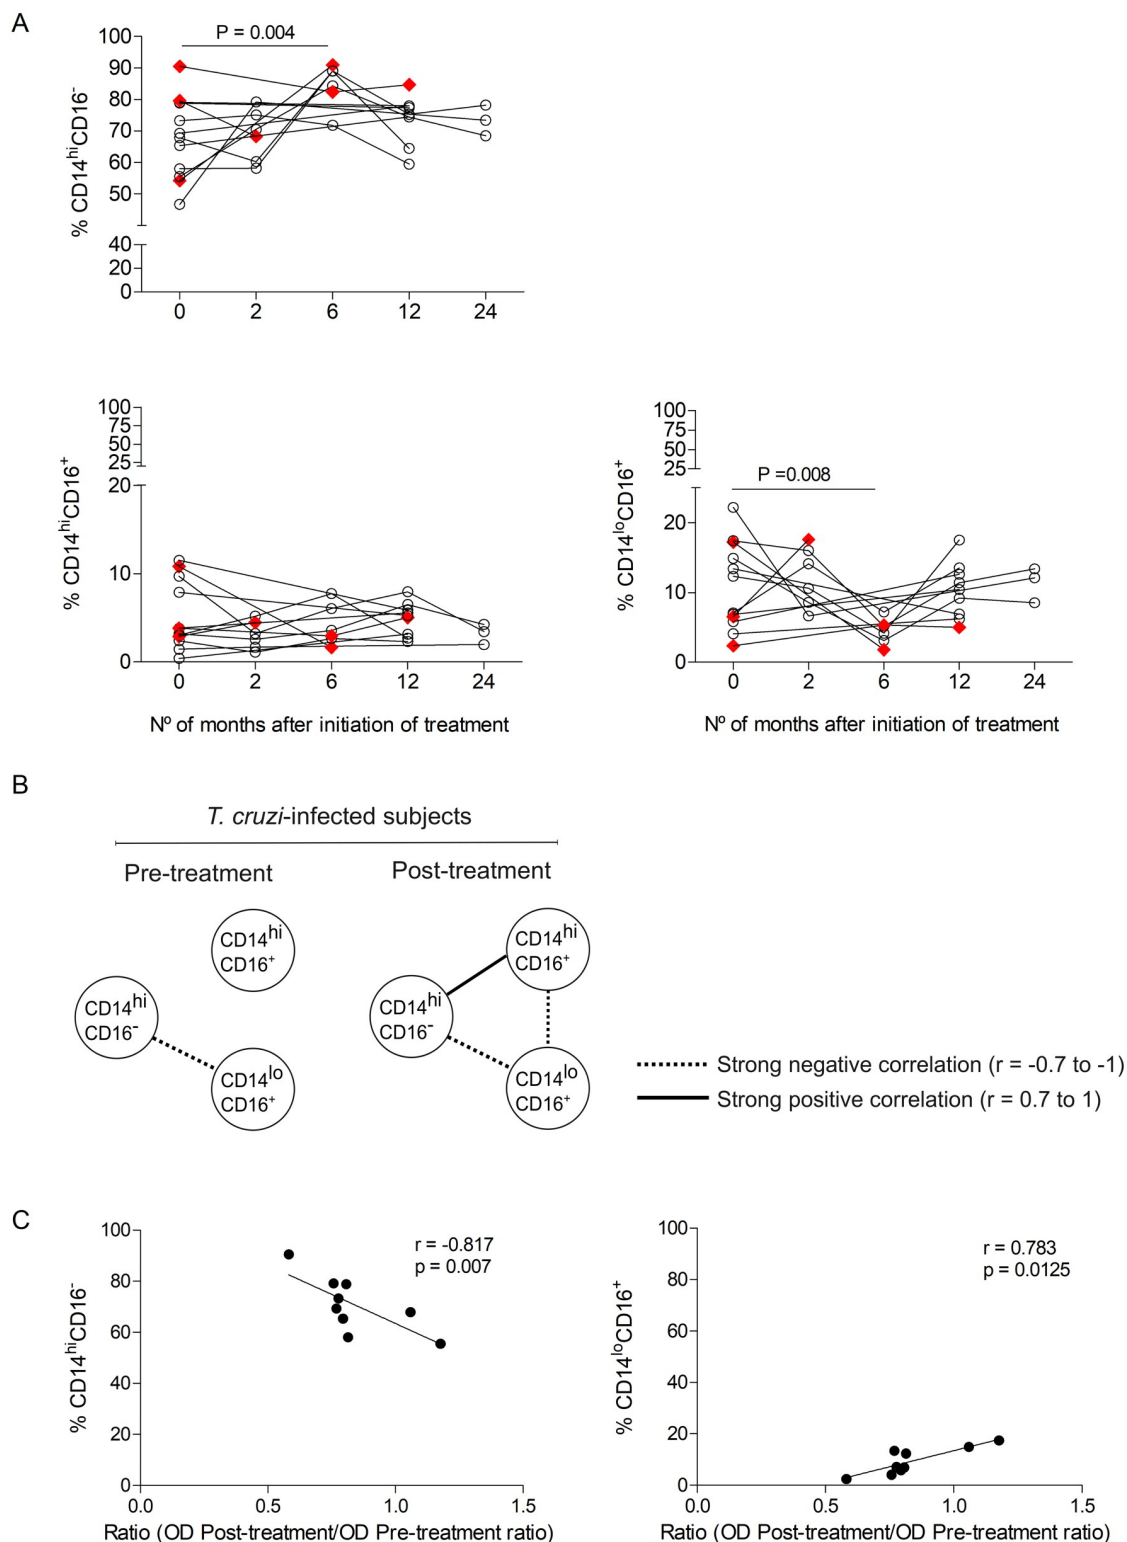 A
P = 0.004
% CD14hiCD16-
100
90
80
70
60
50
40
20
0
0 2 6 12 24
% CD14hiCD16+
100
75
50
25
20
10
0
0 2 6 12 24
Nº of months after initiation of treatment
P =0.008
% CD14loCD16+
100
75
50
25
20
10
0
0 2 6 12 24
Nº of months after initiation of treatment
B
T. cruzi-infected subjects
Pre-treatment
Post-treatment
CD14hi
CD16+
CD14hi
CD16-
CD14lo
CD16+
CD14hi
CD16+
CD14hi
CD16-
CD14lo
CD16+
Strong negative correlation (r = -0.7 to -1)
Strong positive correlation (r = 0.7 to 1)
C
r = -0.817
p = 0.007
% CD14hiCD16-
100
80
60
40
20
0
0.0 0.5 1.0 1.5
Ratio (OD Post-treatment/OD Pre-treatment ratio)
r = 0.783
p = 0.0125
% CD14loCD16+
100
80
60
40
20
0
0.0 0.5 1.0 1.5
Ratio (OD Post-treatment/OD Pre-treatment ratio)